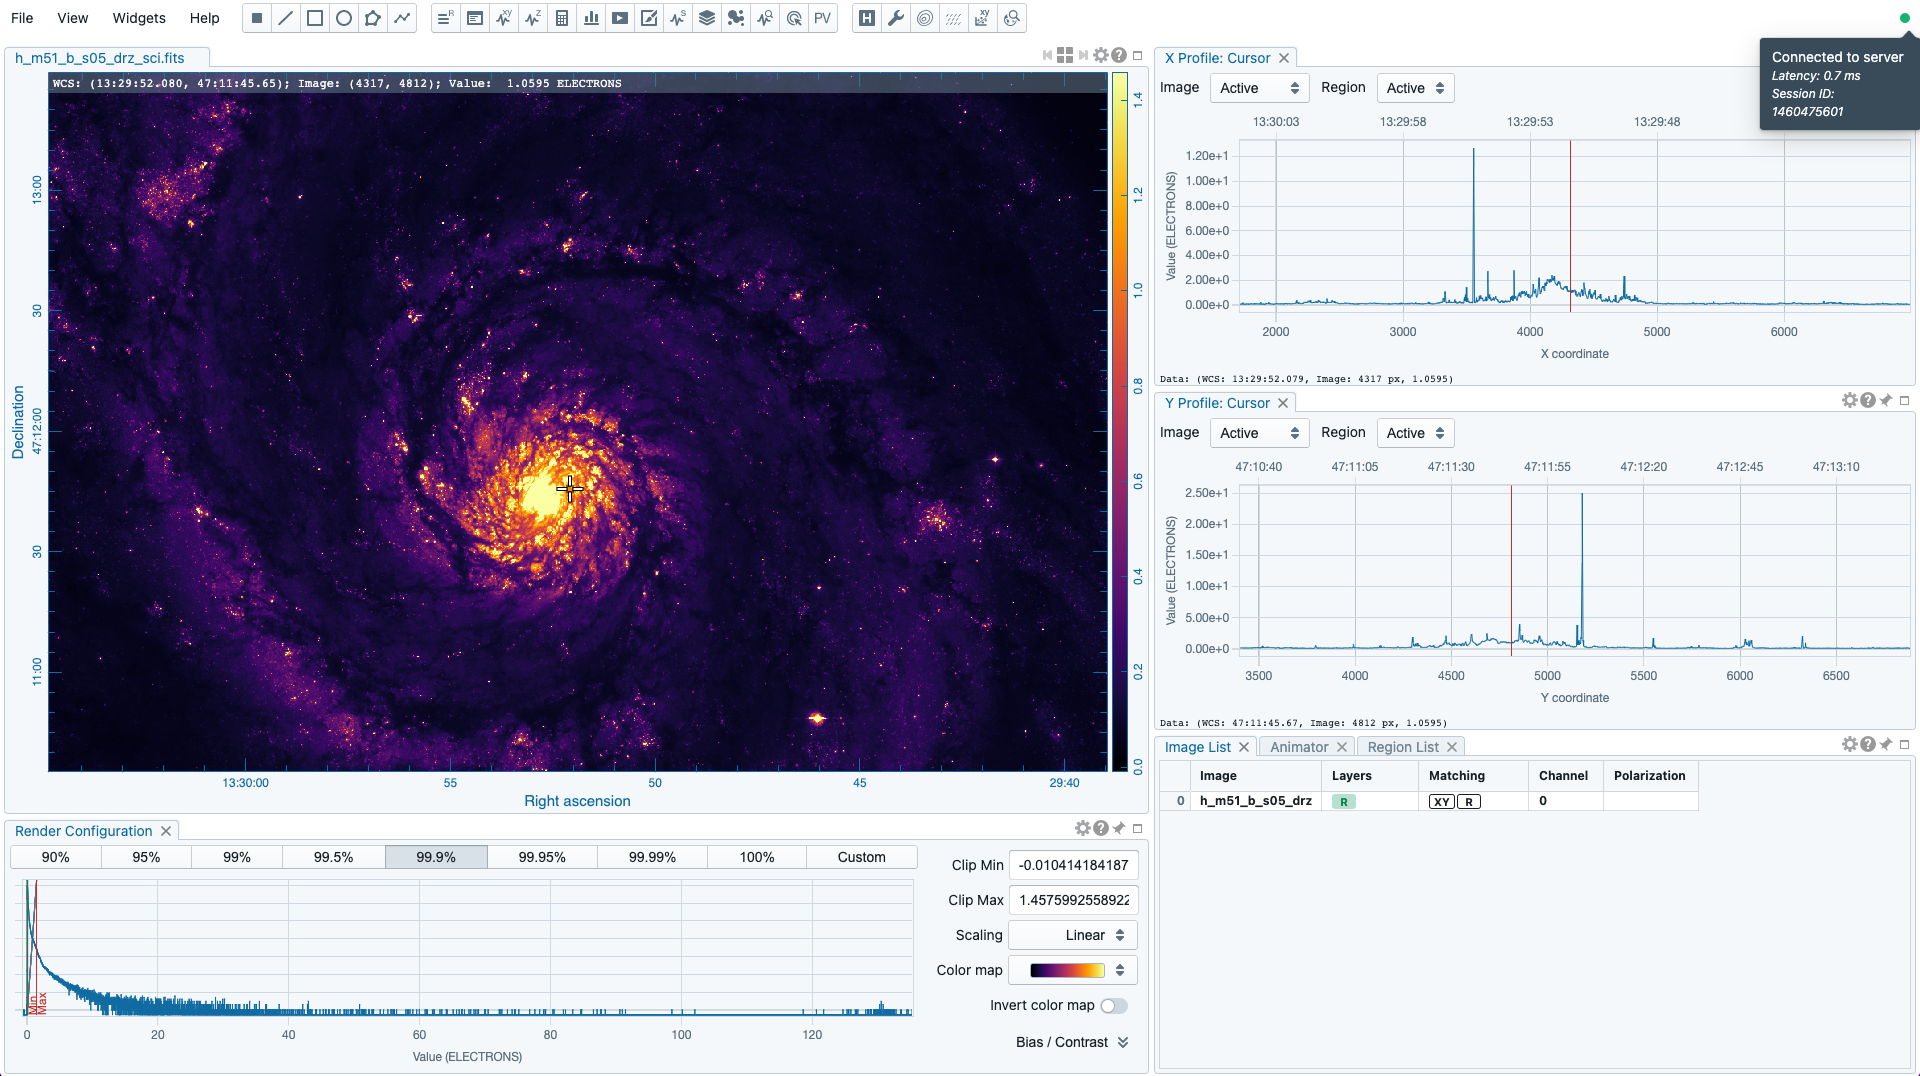 File View Widgets Help
R XY Z S PV H xy
Connected to server
Latency: 0.7 ms
Session ID:
1460475601
h_m51_b_s05_drz_sci.fits
WCS: (13:29:52.080, 47:11:45.65); Image: (4317, 4812); Value: 1.0595 ELECTRONS
Declination
13:00
30
47:12:00
30
11:00
13:30:00 55 50 45 29:40
Right ascension
1.4
1.2
1.0
0.8
0.6
0.4
0.2
0.0
X Profile: Cursor
Image Active Region Active
13:30:03 13:29:58 13:29:53 13:29:48
Value (ELECTRONS)
1.20e+1
1.00e+1
8.00e+0
6.00e+0
4.00e+0
2.00e+0
0.00e+0
2000 3000 4000 5000 6000
X coordinate
Data: (WCS: 13:29:52.079, Image: 4317 px, 1.0595)
Y Profile: Cursor
Image Active Region Active
47:10:40 47:11:05 47:11:30 47:11:55 47:12:20 47:12:45 47:13:10
Value (ELECTRONS)
2.50e+1
2.00e+1
1.50e+1
1.00e+1
5.00e+0
0.00e+0
3500 4000 4500 5000 5500 6000 6500
Y coordinate
Data: (WCS: 47:11:45.67, Image: 4812 px, 1.0595)
Image List Animator Region List
Image Layers Matching Channel Polarization
0 h_m51_b_s05_drz R XY R 0
Render Configuration
90% 95% 99% 99.5% 99.9% 99.95% 99.99% 100% Custom
Min
Max
0 20 40 60 80 100 120
Value (ELECTRONS)
Clip Min -0.010414184187
Clip Max 1.4575992558922
Scaling Linear
Color map
Invert color map
Bias / Contrast